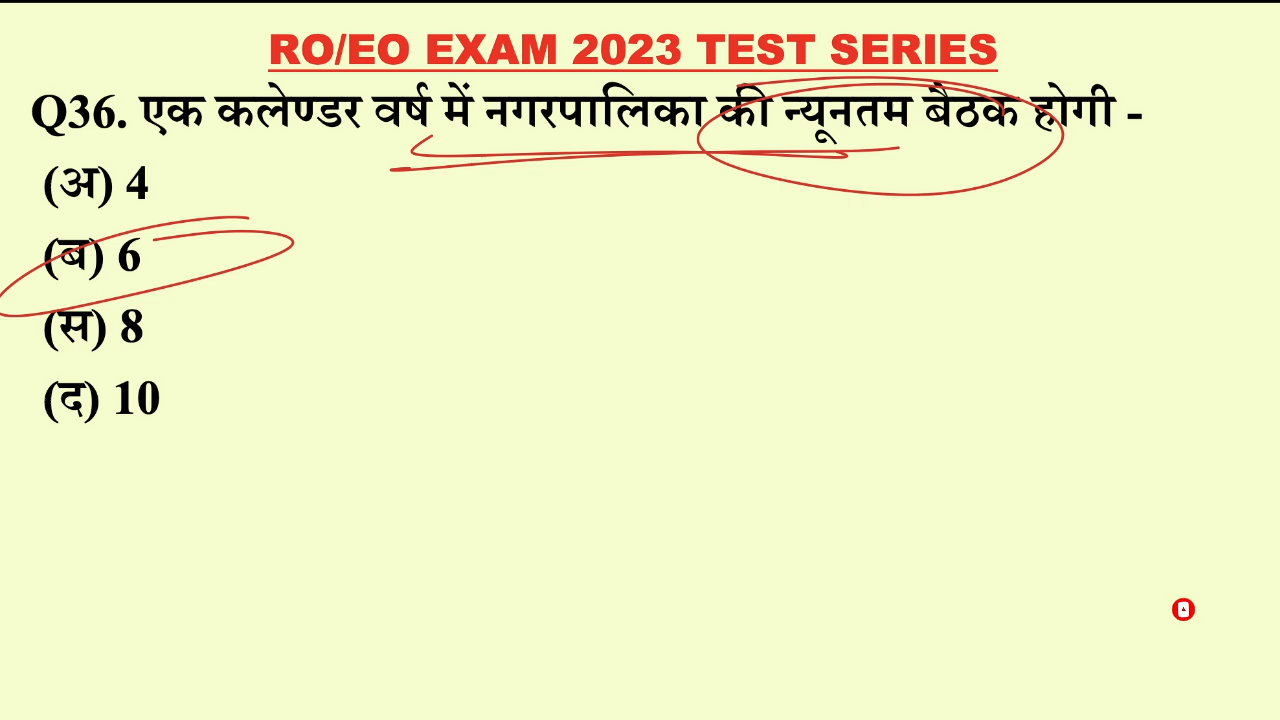 RO/EO EXAM 2023 TEST SERIES
Q36. एक कलेण्डर वर्ष में नगरपालिका की न्यूनतम बैठक होगी -
(अ) 4
(ब) 6
(स) 8
(द) 10